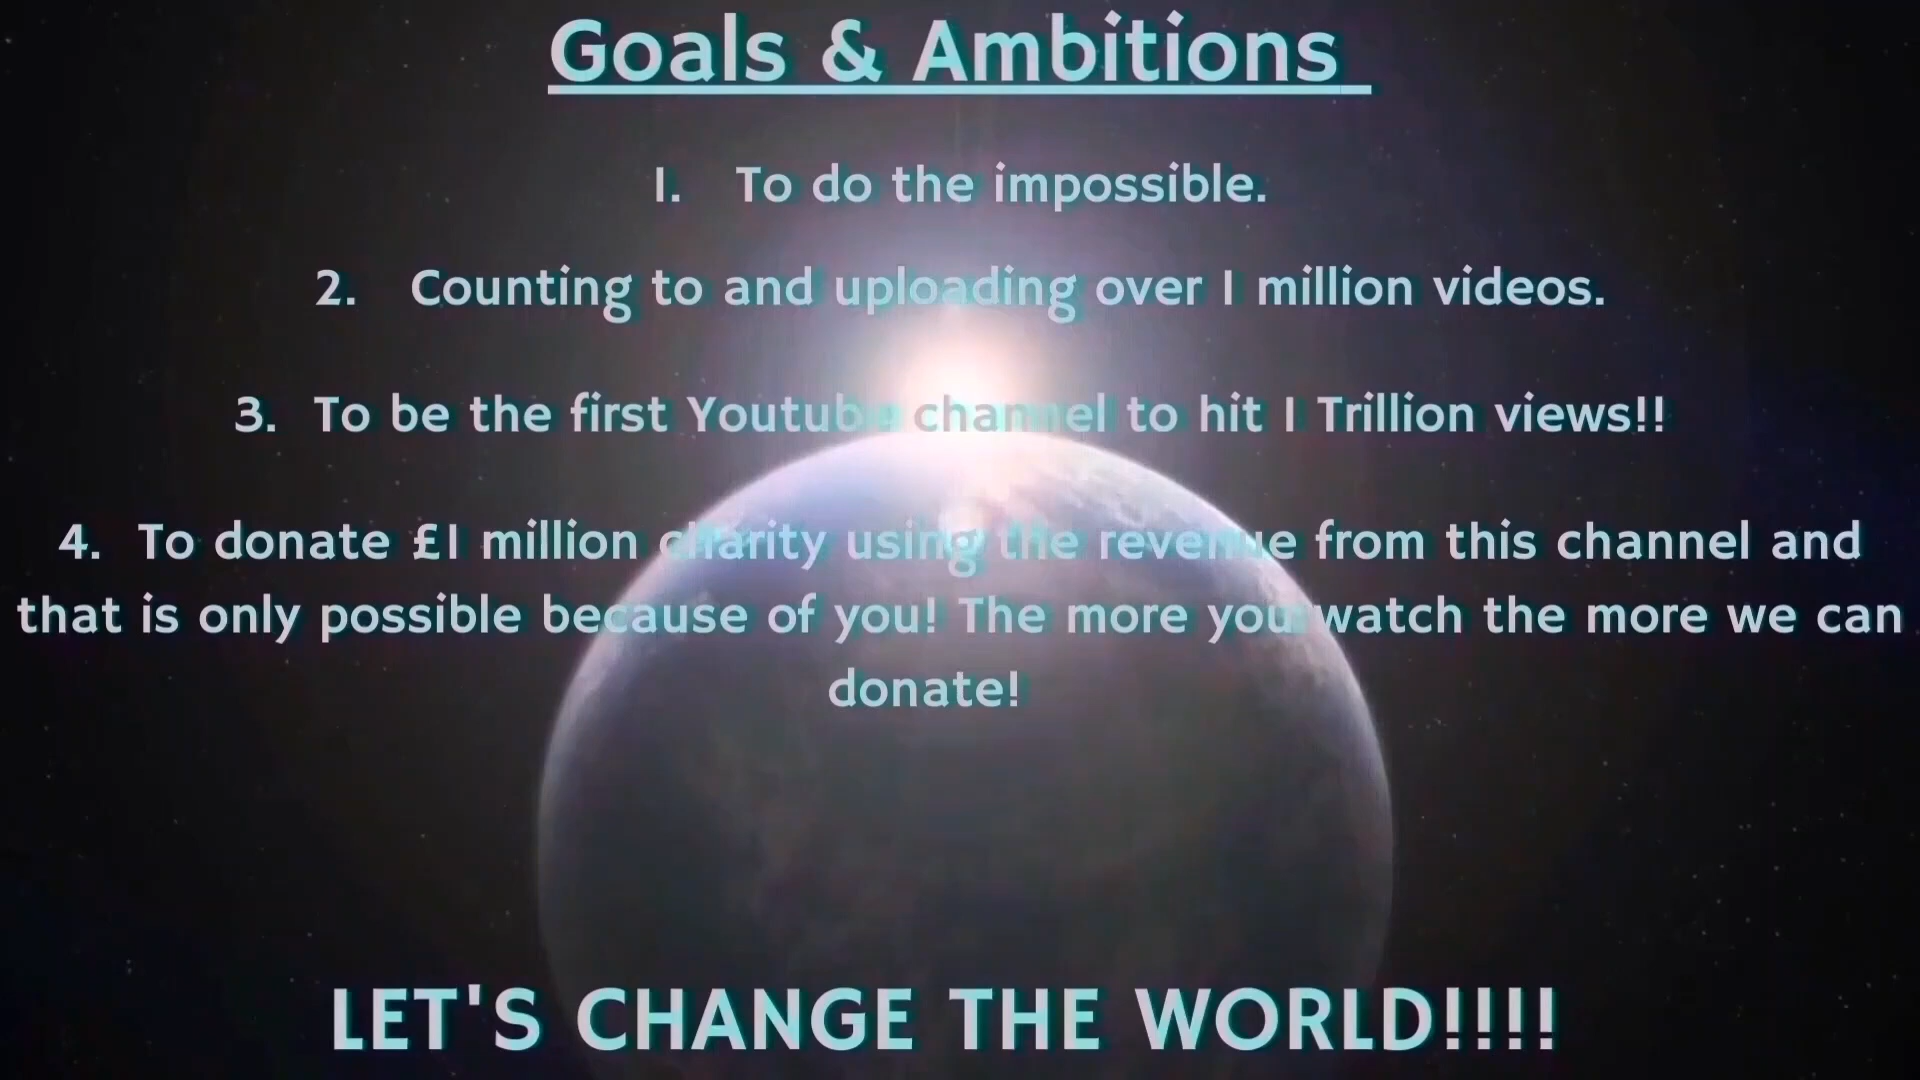 Goals & Ambitions
1. To do the impossible.
2. Counting to and uploading over 1 million videos.
3. To be the first Youtube channel to hit 1 Trillion views!!
4. To donate £1 million charity using the revenue from this channel and
that is only possible because of you! The more you watch the more we can
donate!
LET'S CHANGE THE WORLD!!!!